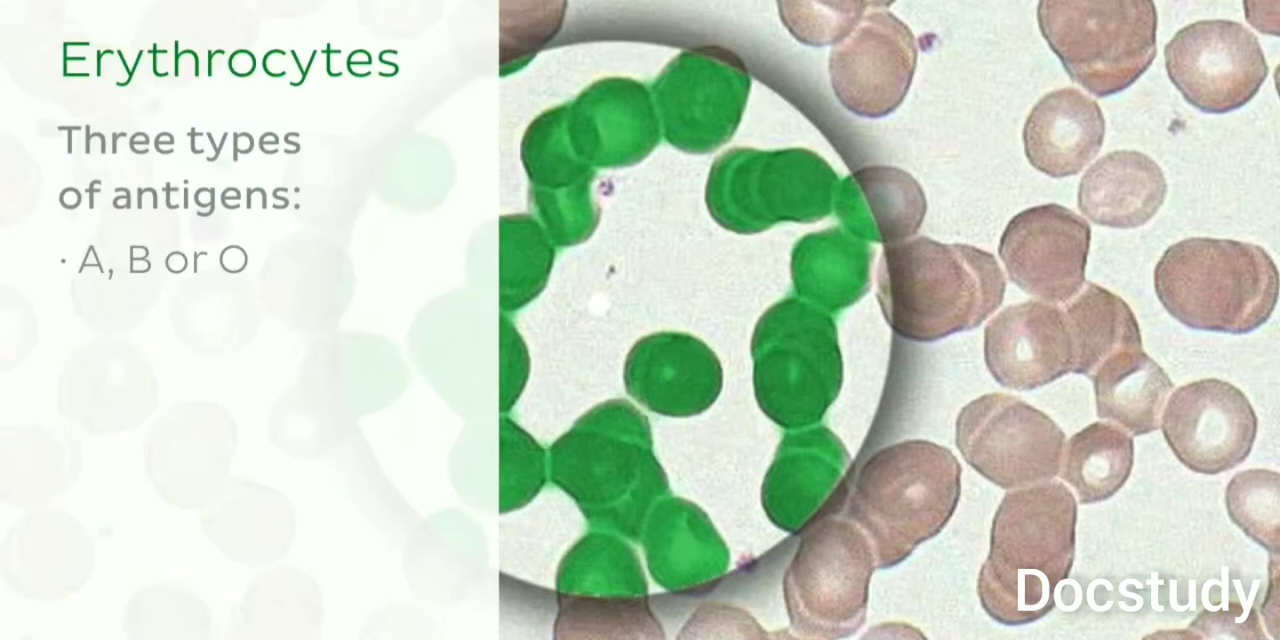 Erythrocytes
Three types
of antigens:
· A, B or O
Docstudy